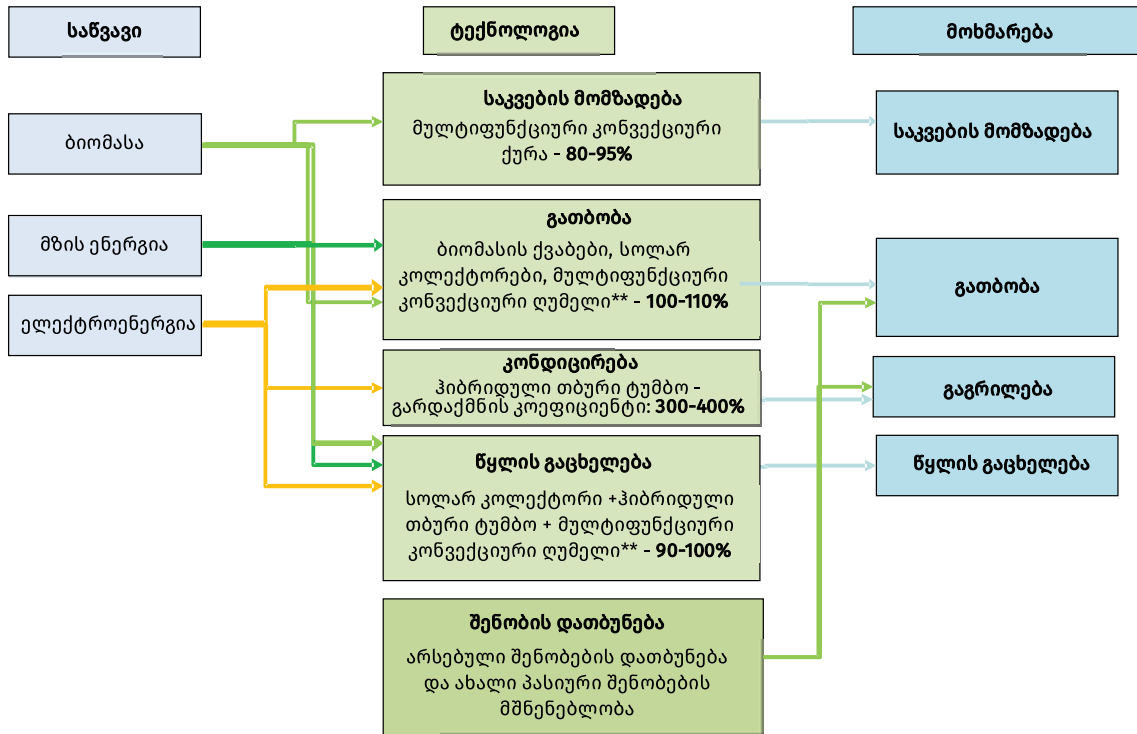 საწვავი
ტექნოლოგია
მოხმარება
ბიომასა
მზის ენერგია
ელექტროენერგია
საკვების მომზადება
მულტიფუნქციური კონვექციური
ქურა - 80-95%
გათბობა
ბიომასის ქვაბები, სოლარ
კოლექტორები, მულტიფუნქციური
კონვექციური ღუმელი** - 100-110%
კონდიცირება
ჰიბრიდული თბური ტუმბო -
გარდაქმნის კოეფიციენტი: 300-400%
წყლის გაცხელება
სოლარ კოლექტორი +ჰიბრიდული
თბური ტუმბო + მულტიფუნქციური
კონვექციური ღუმელი** - 90-100%
შენობის დათბუნება
არსებული შენობების დათბუნება
და ახალი პასიური შენობების
მშნენებლობა
საკვების მომზადება
გათბობა
გაგრილება
წყლის გაცხელება